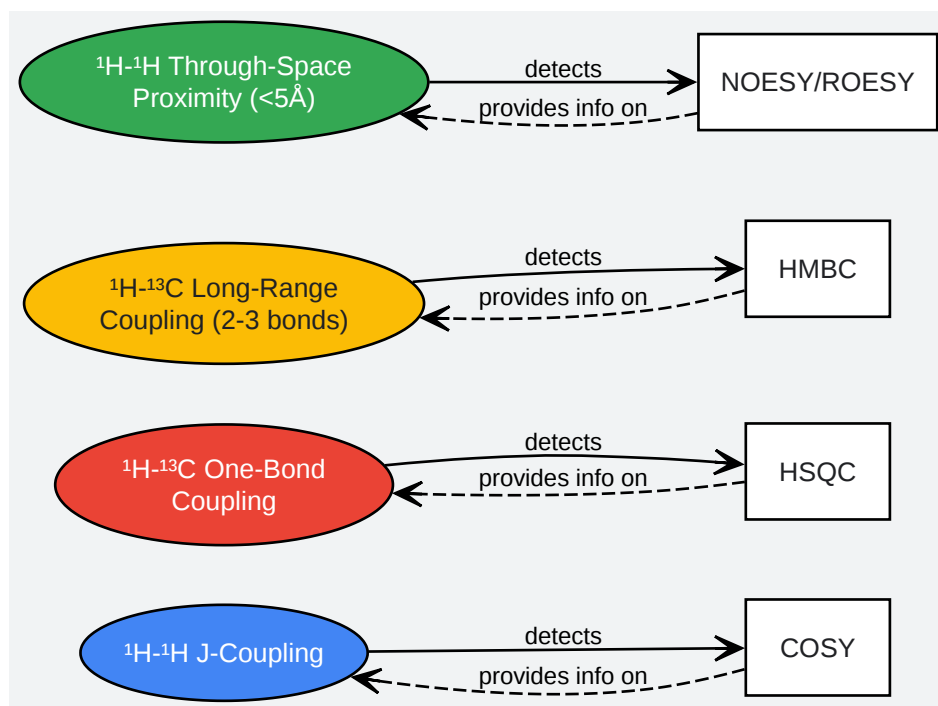 ¹H-¹H Through-Space
Proximity (<5Å)
detects
provides info on
NOESY/ROESY
¹H-¹³C Long-Range
Coupling (2-3 bonds)
detects
provides info on
HMBC
¹H-¹³C One-Bond
Coupling
detects
provides info on
HSQC
¹H-¹H J-Coupling
detects
provides info on
COSY